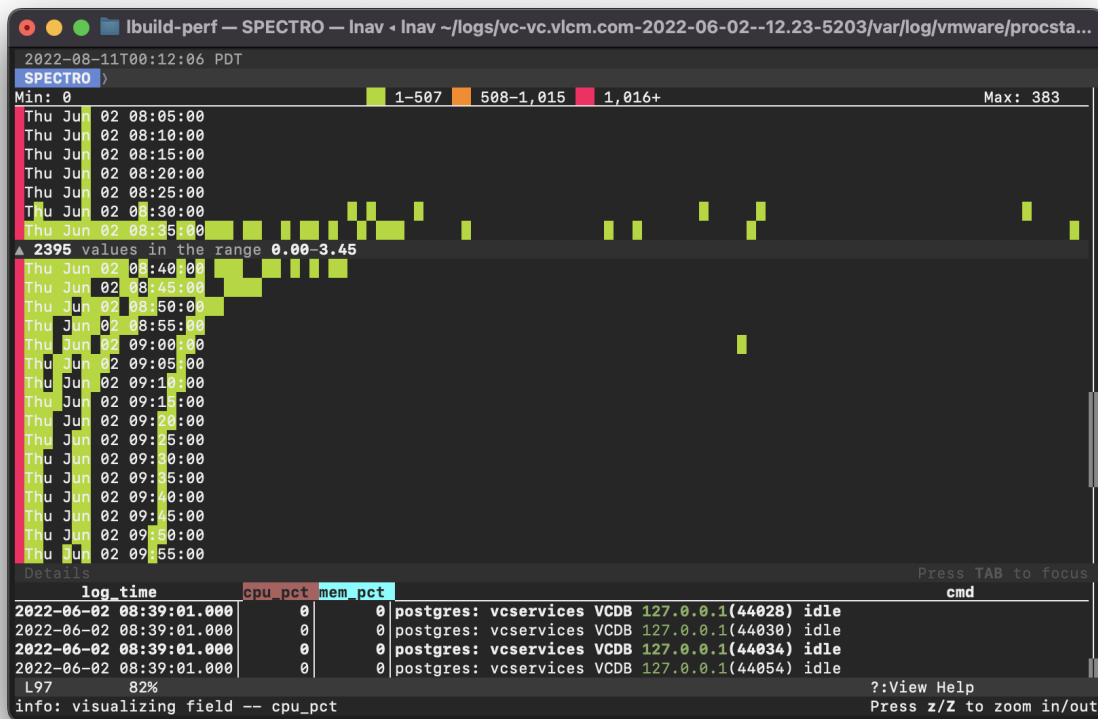 lbuild-perf — SPECTRO — lnav ◂ lnav ~/logs/vc-vc.vlcm.com-2022-06-02--12.23-5203/var/log/vmware/procsta...
2022-08-11T00:12:06 PDT
SPECTRO ⟩
Min: 0 1-507 508-1,015 1,016+ Max: 383
Thu Jun 02 08:05:00
Thu Jun 02 08:10:00
Thu Jun 02 08:15:00
Thu Jun 02 08:20:00
Thu Jun 02 08:25:00
Thu Jun 02 08:30:00
Thu Jun 02 08:35:00
▲ 2395 values in the range 0.00-3.45
Thu Jun 02 08:40:00
Thu Jun 02 08:45:00
Thu Jun 02 08:50:00
Thu Jun 02 08:55:00
Thu Jun 02 09:00:00
Thu Jun 02 09:05:00
Thu Jun 02 09:10:00
Thu Jun 02 09:15:00
Thu Jun 02 09:20:00
Thu Jun 02 09:25:00
Thu Jun 02 09:30:00
Thu Jun 02 09:35:00
Thu Jun 02 09:40:00
Thu Jun 02 09:45:00
Thu Jun 02 09:50:00
Thu Jun 02 09:55:00
Details Press TAB to focus
log_time cpu_pct mem_pct cmd
2022-06-02 08:39:01.000 0 0 postgres: vcservices VCDB 127.0.0.1(44028) idle
2022-06-02 08:39:01.000 0 0 postgres: vcservices VCDB 127.0.0.1(44030) idle
2022-06-02 08:39:01.000 0 0 postgres: vcservices VCDB 127.0.0.1(44034) idle
2022-06-02 08:39:01.000 0 0 postgres: vcservices VCDB 127.0.0.1(44054) idle
L97 82% ?:View Help
info: visualizing field -- cpu_pct Press z/Z to zoom in/out